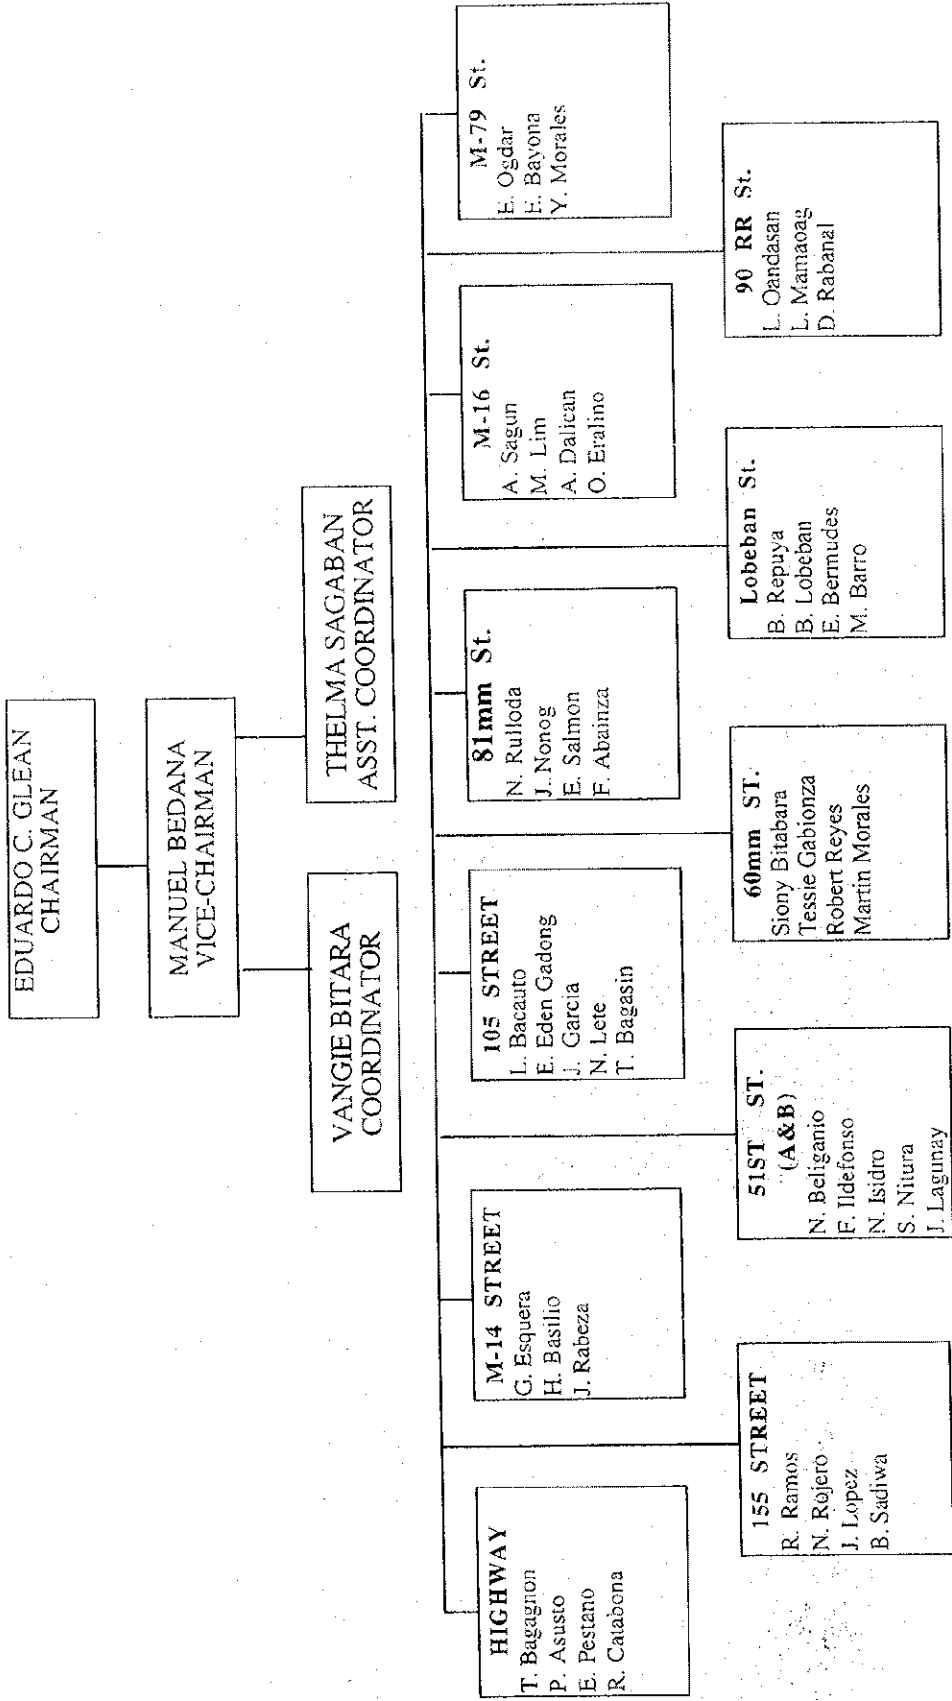 EDUARDO C. GLEAN
CHAIRMAN
MANUEL BEDANA
VICE-CHAIRMAN
VANGIE BITARA
COORDINATOR
THELMA SAGABAN
ASST. COORDINATOR
HIGHWAY
T. Bagagnon
P. Asusto
E. Pestano
R. Catabona
M-14 STREET
G. Esquera
H. Basilio
J. Rabeza
105 STREET
L. Bacauto
E. Eden Gadong
J. Garcia
N. Lete
T. Bagasin
81mm St.
N. Rulloda
J. Nonog
E. Salmon
F. Abainza
M-16 St.
A. Sagun
M. Lim
A. Dalican
O. Eralino
M-79 St.
E. Ogdar
E. Bayona
Y. Morales
155 STREET
R. Ramos
N. Rojero
J. Lopez
B. Sadiwa
51ST ST.
(A&B)
N. Beliganio
F. Ildefonso
N. Isidro
S. Nitura
J. Lagunay
60mm ST.
Siony Bitabara
Tessie Gabionza
Robert Reyes
Martin Morales
Lobeban St.
B. Repuya
B. Lobeban
E. Bermudes
M. Barro
90 RR St.
L. Oandasan
L. Mamaoag
D. Rabanal